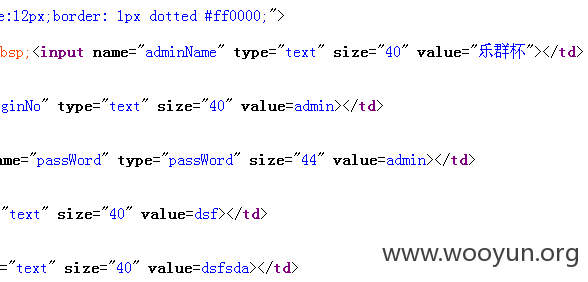 e:12px;border: 1px dotted #ff0000;">
bsp;<input name="adminName" type="text" size="40" value="乐群杯"></td>
ginNo" type="text" size="40" value=admin></td>
ame="passWord" type="passWord" size="44" value=admin></td>
"text" size="40" value=dsf></td>
="text" size="40" value=dsfsda></td>
www.wooyun.org